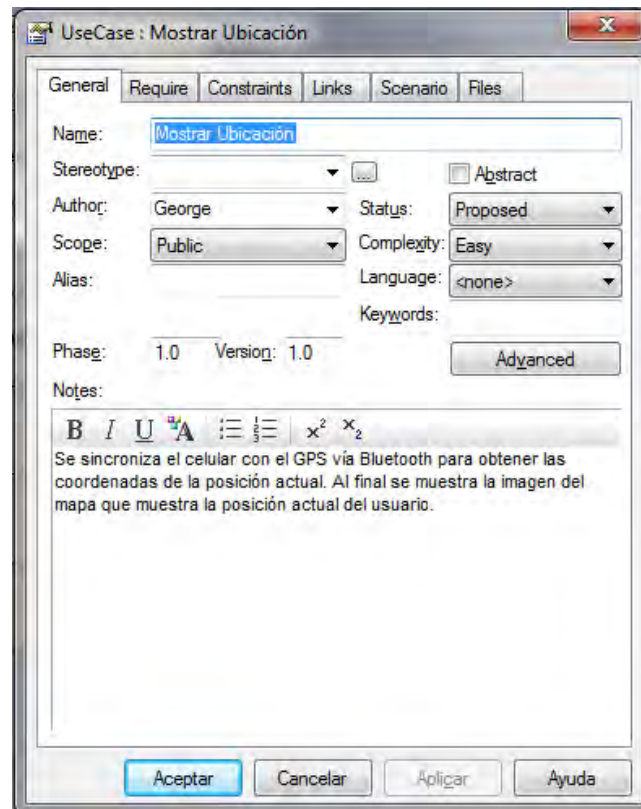 UseCase : Mostrar Ubicación
General Require Constraints Links Scenario Files
Name: Mostrar Ubicación
Stereotype: ... Abstract
Author: George Status: Proposed
Scope: Public Complexity: Easy
Alias: Language: <none>
Keywords:
Phase: 1.0 Version: 1.0 Advanced
Notes:
B I U A x² x₂
Se sincroniza el celular con el GPS vía Bluetooth para obtener las
coordenadas de la posición actual. Al final se muestra la imagen del
mapa que muestra la posición actual del usuario.
Aceptar Cancelar Aplicar Ayuda